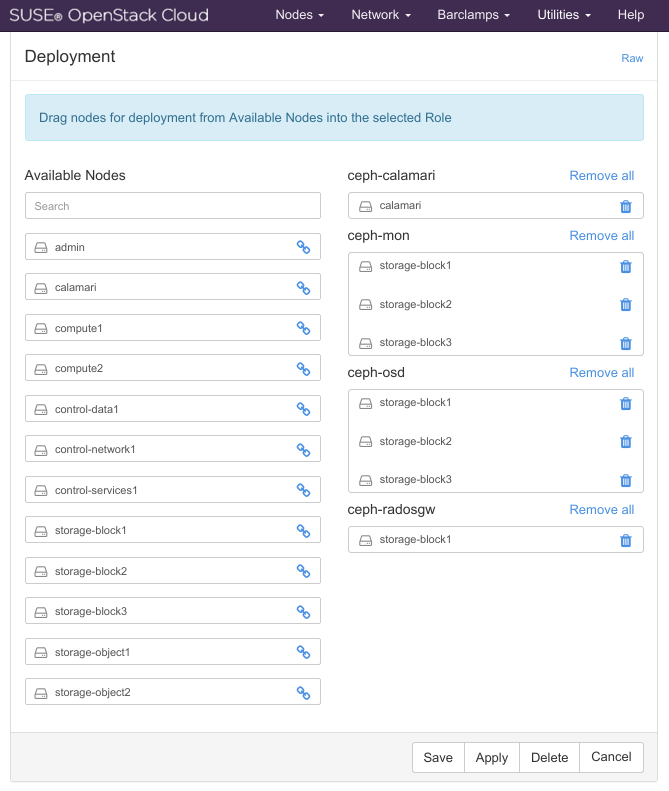 SUSE® OpenStack Cloud
Nodes
Network
Barclamps
Utilities
Help
Deployment
Raw
Drag nodes for deployment from Available Nodes into the selected Role
Available Nodes
Search
admin
calamari
compute1
compute2
control-data1
control-network1
control-services1
storage-block1
storage-block2
storage-block3
storage-object1
storage-object2
ceph-calamari
Remove all
calamari
ceph-mon
Remove all
storage-block1
storage-block2
storage-block3
ceph-osd
Remove all
storage-block1
storage-block2
storage-block3
ceph-radosgw
Remove all
storage-block1
Save
Apply
Delete
Cancel